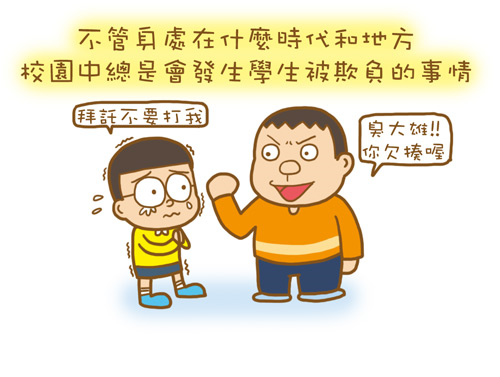 不管身處在什麼時代和地方
校園中總是會發生學生被欺負的事情
拜託不要打我
臭大雄!!
你欠揍喔